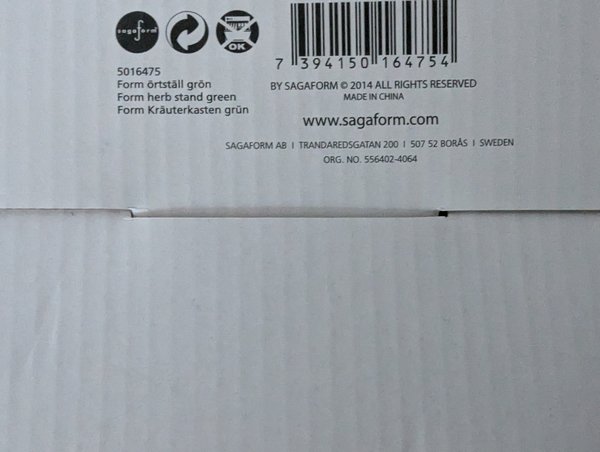 sagaform
OK
7 394150 164754
5016475
Form örtställ grön
Form herb stand green
Form Kräuterkasten grün
BY SAGAFORM © 2014 ALL RIGHTS RESERVED
MADE IN CHINA
www.sagaform.com
SAGAFORM AB I TRANDAREDSGATAN 200 I 507 52 BORÅS I SWEDEN
ORG. NO. 556402-4064